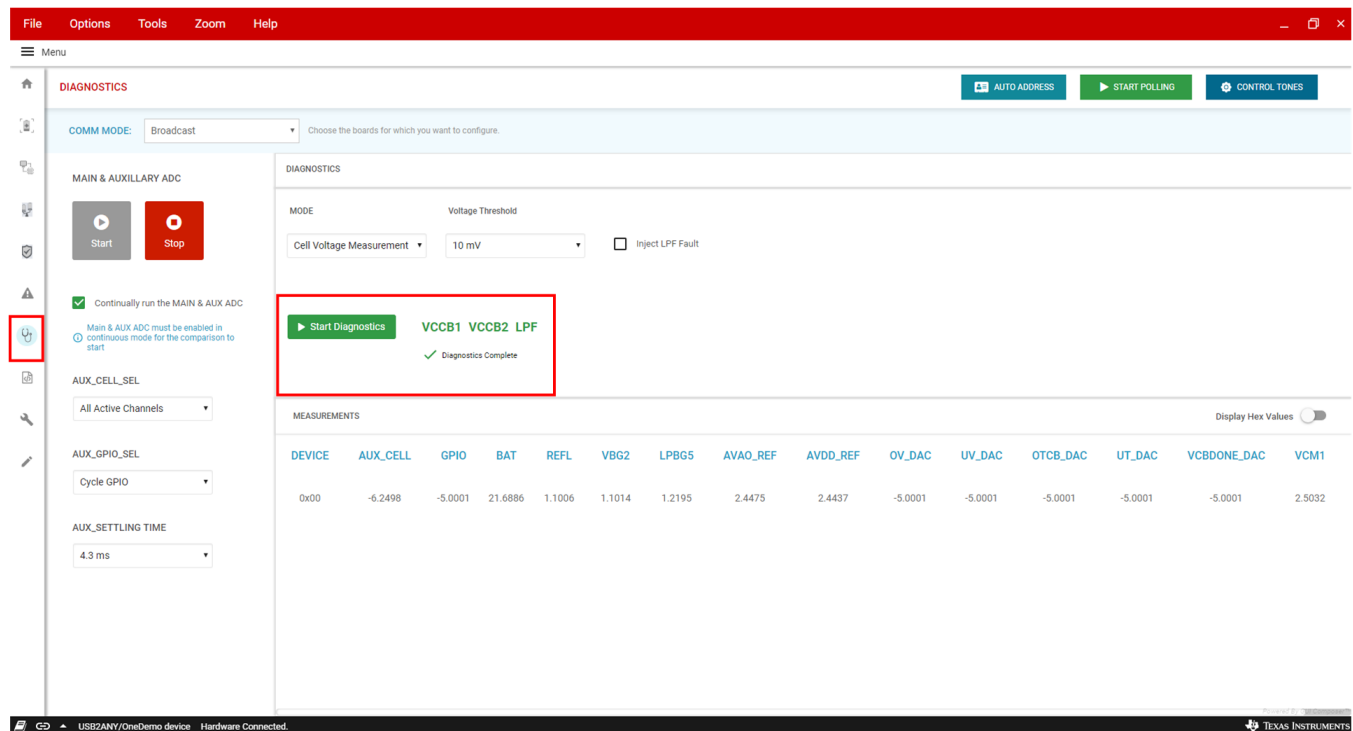 File Options Tools Zoom Help
Menu
DIAGNOSTICS
AUTO ADDRESS
START POLLING
CONTROL TONES
COMM MODE: Broadcast Choose the boards for which you want to configure.
MAIN & AUXILLARY ADC
Start
Stop
Continually run the MAIN & AUX ADC
Main & AUX ADC must be enabled in
continuous mode for the comparison to
start
AUX_CELL_SEL
All Active Channels
AUX_GPIO_SEL
Cycle GPIO
AUX_SETTLING TIME
4.3 ms
DIAGNOSTICS
MODE Voltage Threshold
Cell Voltage Measurement 10 mV Inject LPF Fault
Start Diagnostics VCCB1 VCCB2 LPF
Diagnostics Complete
MEASUREMENTS Display Hex Values
DEVICE AUX_CELL GPIO BAT REFL VBG2 LPBG5 AVAO_REF AVDD_REF OV_DAC UV_DAC OTCB_DAC UT_DAC VCBDONE_DAC VCM1
0x00 -6.2498 -5.0001 21.6886 1.1006 1.1014 1.2195 2.4475 2.4437 -5.0001 -5.0001 -5.0001 -5.0001 -5.0001 2.5032
Powered By
USB2ANY/OneDemo device Hardware Connected.
TEXAS INSTRUMENTS